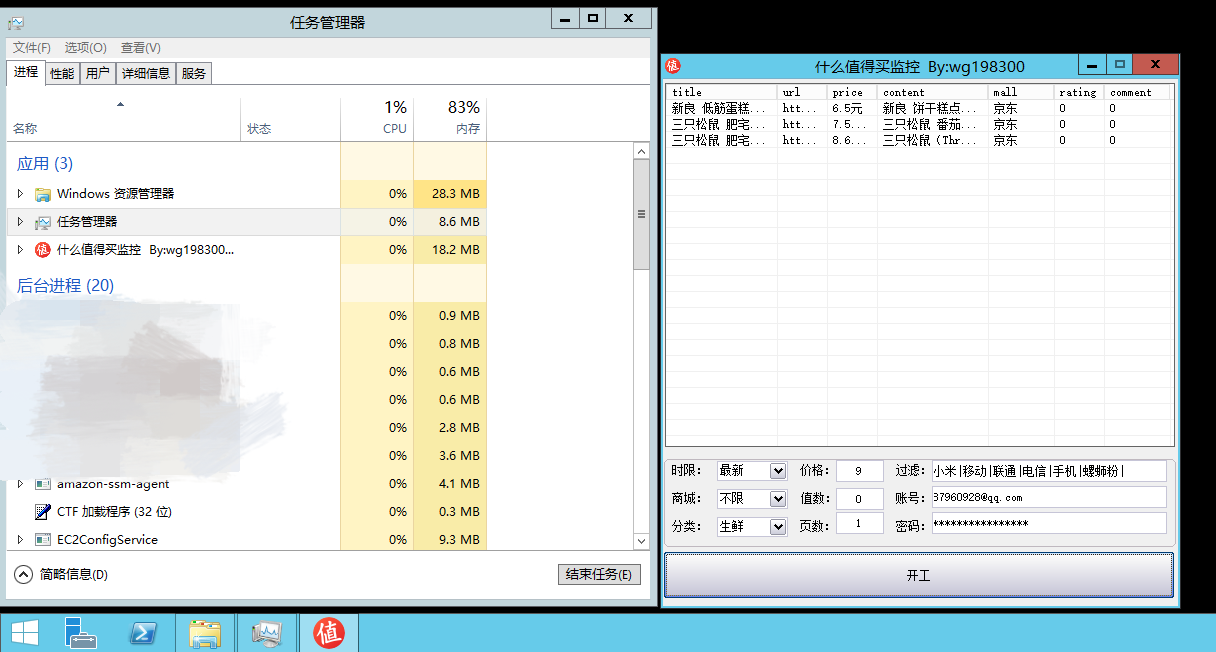 任务管理器
文件(F) 选项(O) 查看(V)
进程 性能 用户 详细信息 服务
1% 83%
名称 状态 CPU 内存
应用 (3)
Windows 资源管理器 0% 28.3 MB
任务管理器 0% 8.6 MB
什么值得买监控 By:wg198300... 0% 18.2 MB
后台进程 (20)
0% 0.9 MB
0% 0.8 MB
0% 0.6 MB
0% 0.6 MB
0% 2.8 MB
0% 3.6 MB
amazon-ssm-agent 0% 4.1 MB
CTF 加载程序 (32 位) 0% 0.3 MB
EC2ConfigService 0% 9.3 MB
简略信息(D) 结束任务(E)
值 什么值得买监控 By:wg198300
title url price content mall rating comment
新良 低筋蛋糕... htt... 6.5元 新良 饼干糕点... 京东 0 0
三只松鼠 肥宅... htt... 7.5... 三只松鼠 番茄... 京东 0 0
三只松鼠 肥宅... htt... 8.6... 三只松鼠（Thr... 京东 0 0
时限: 最新 价格: 9 过滤: 小米|移动|联通|电信|手机|螺蛳粉|
商城: 不限 值数: 0 账号: 37960928@qq.com
分类: 生鲜 页数: 1 密码: ****************
开工
值